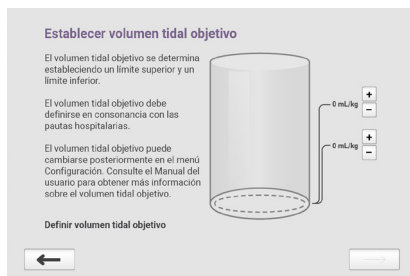 Establecer volumen tidal objetivo
El volumen tidal objetivo se determina
estableciendo un límite superior y un
límite inferior.
El volumen tidal objetivo debe
definirse en consonancia con las
pautas hospitalarias.
El volumen tidal objetivo puede
cambiarse posteriormente en el menú
Configuración. Consulte el Manual del
usuario para obtener más información
sobre el volumen tidal objetivo.
Definir volumen tidal objetivo
+
0 mL/kg
−
+
0 mL/kg
−